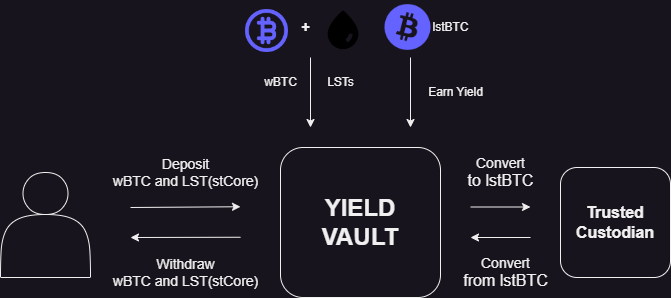 +
lstBTC
wBTC
LSTs
Earn Yield
Deposit
wBTC and LST(stCore)
Withdraw
wBTC and LST(stCore)
YIELD
VAULT
Convert
to lstBTC
Convert
from lstBTC
Trusted
Custodian